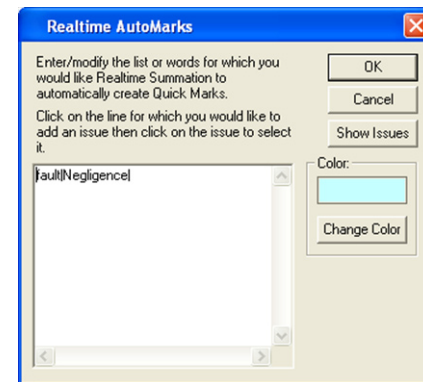 Realtime AutoMarks
Enter/modify the list or words for which you
would like Realtime Summation to
automatically create Quick Marks.
Click on the line for which you would like to
add an issue then click on the issue to select
it.
OK
Cancel
Show Issues
fault|Negligence|
Color:
Change Color